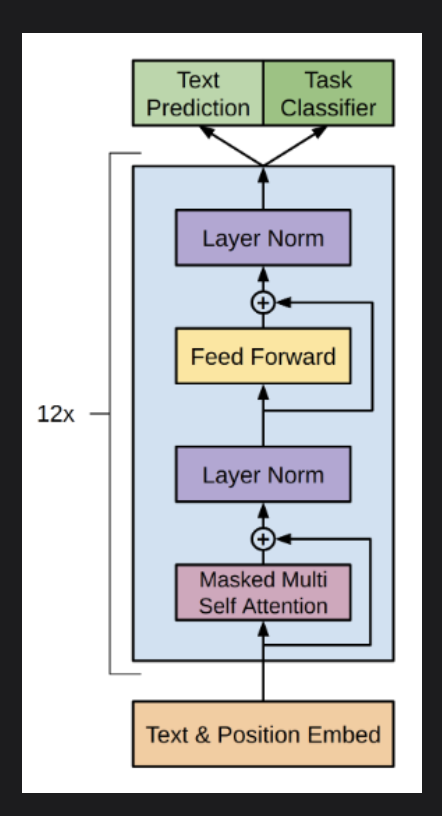 Text
Prediction
Task
Classifier
Layer Norm
Feed Forward
12x
Layer Norm
Masked Multi
Self Attention
Text & Position Embed